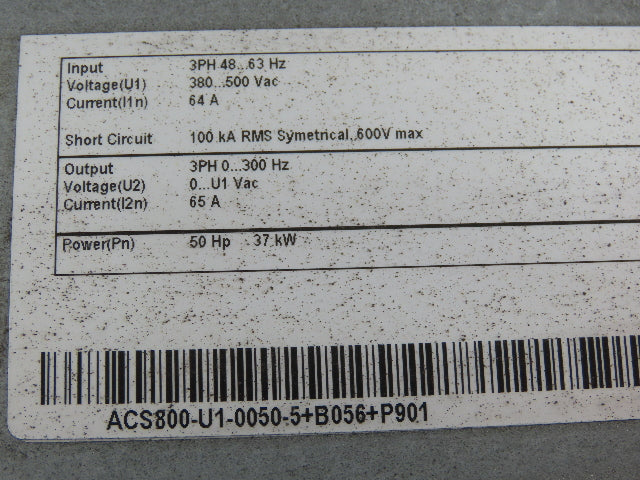 Input 3PH 48...63 Hz
Voltage(U1) 380...500 Vac
Current(I1n) 64 A
Short Circuit 100 kA RMS Symetrical, 600V max
Output 3PH 0...300 Hz
Voltage(U2) 0...U1 Vac
Current(I2n) 65 A
Power(Pn) 50 Hp 37 kW
ACS800-U1-0050-5+B056+P901